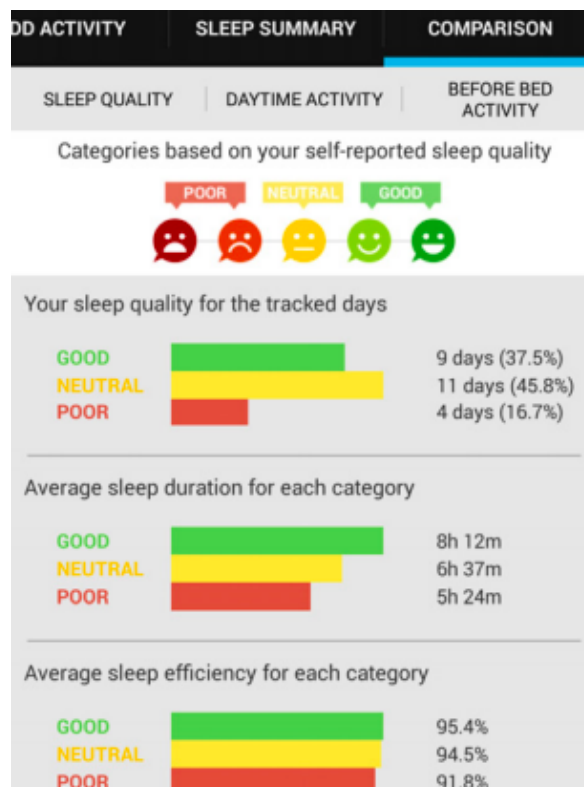 DD ACTIVITY SLEEP SUMMARY COMPARISON
SLEEP QUALITY DAYTIME ACTIVITY BEFORE BED ACTIVITY
Categories based on your self-reported sleep quality
POOR NEUTRAL GOOD
Your sleep quality for the tracked days
GOOD 9 days (37.5%)
NEUTRAL 11 days (45.8%)
POOR 4 days (16.7%)
Average sleep duration for each category
GOOD 8h 12m
NEUTRAL 6h 37m
POOR 5h 24m
Average sleep efficiency for each category
GOOD 95.4%
NEUTRAL 94.5%
POOR 91.8%